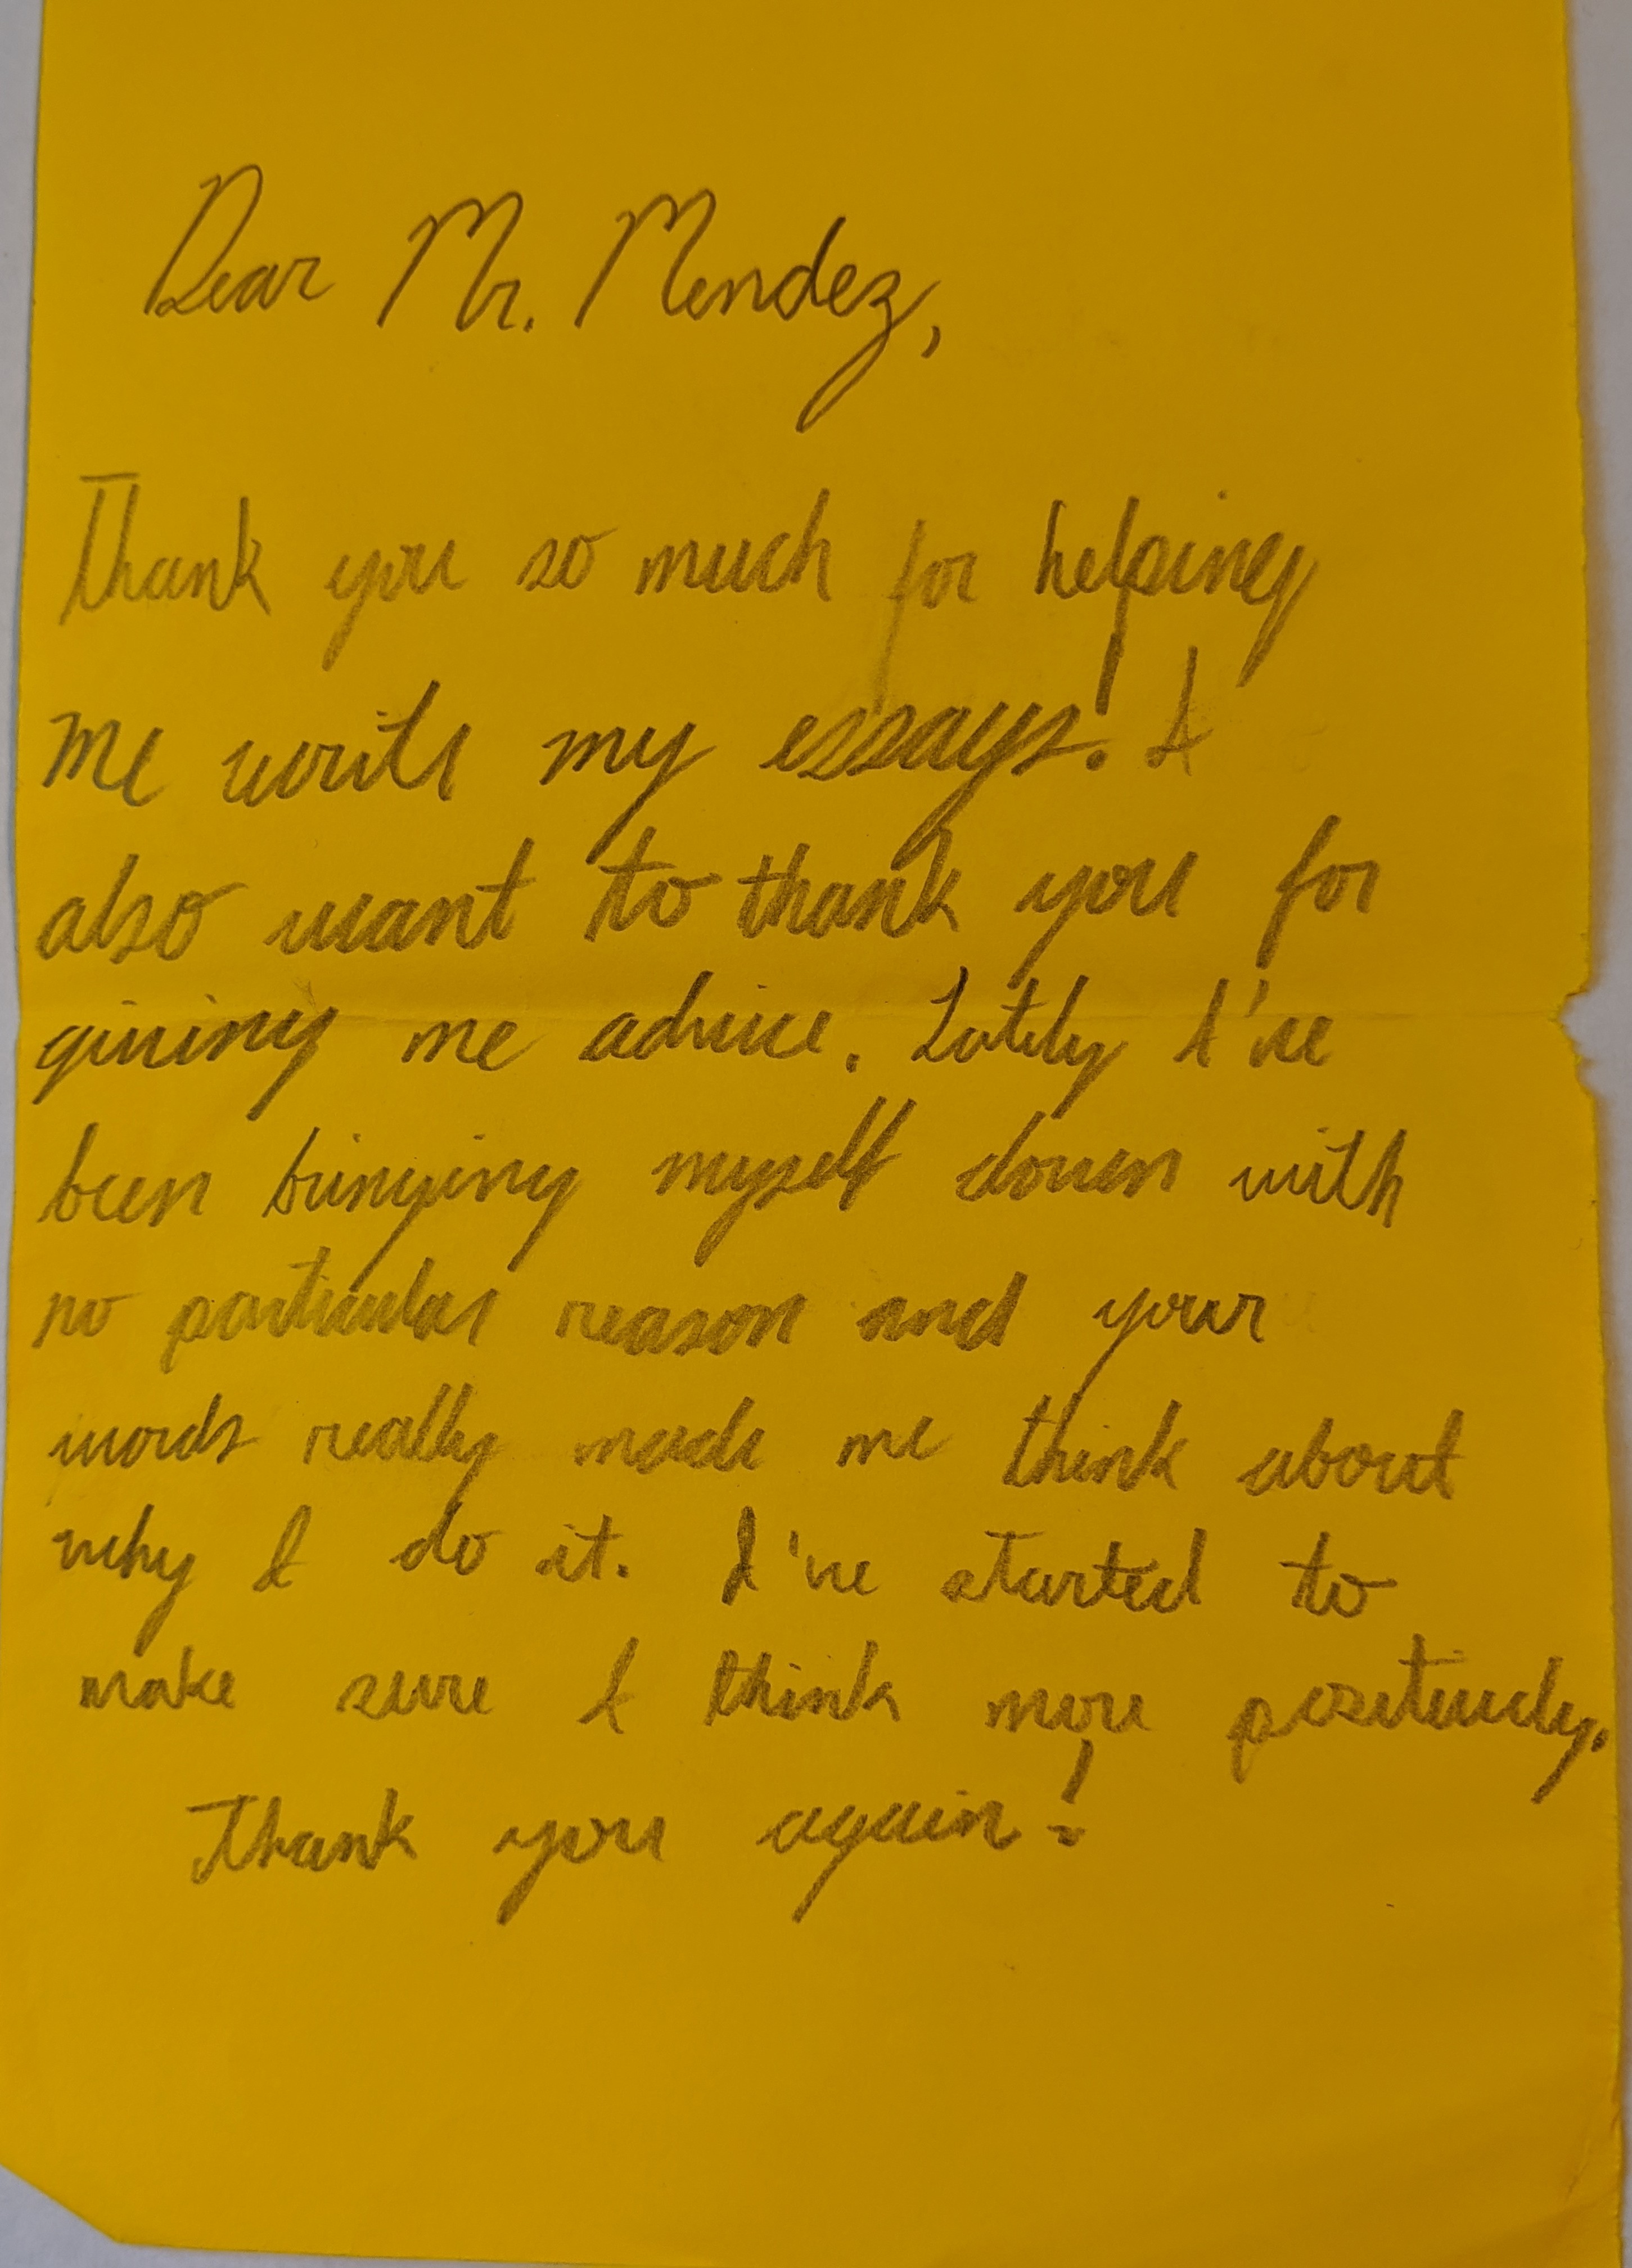 Dear Mr. Mendez,
Thank you so much for helping
me write my essays! I
also want to thank you for
giving me advice. Lately I've
been bringing myself down with
no particular reason and your
words really made me think about
why I do it. I've started to
make sure I think more positively.
Thank you again!